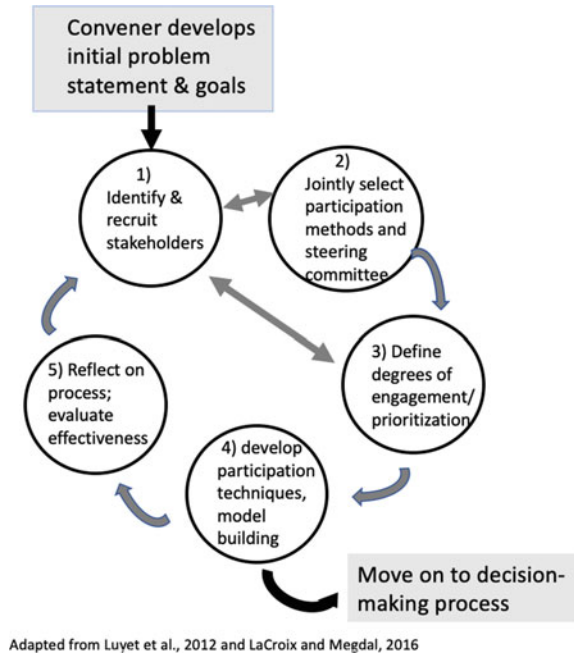 Convener develops
initial problem
statement & goals
1)
Identify &
recruit
stakeholders
2)
Jointly select
participation
methods and
steering
committee
3) Define
degrees of
engagement/
prioritization
4) develop
participation
techniques,
model
building
5) Reflect on
process;
evaluate
effectiveness
Move on to decision-
making process
Adapted from Luyet et al., 2012 and LaCroix and Megdal, 2016